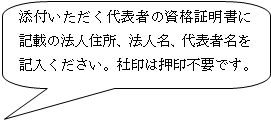 添付いただく代表者の資格証明書に
記載の法人住所、法人名、代表者名を
記入ください。社印は押印不要です。